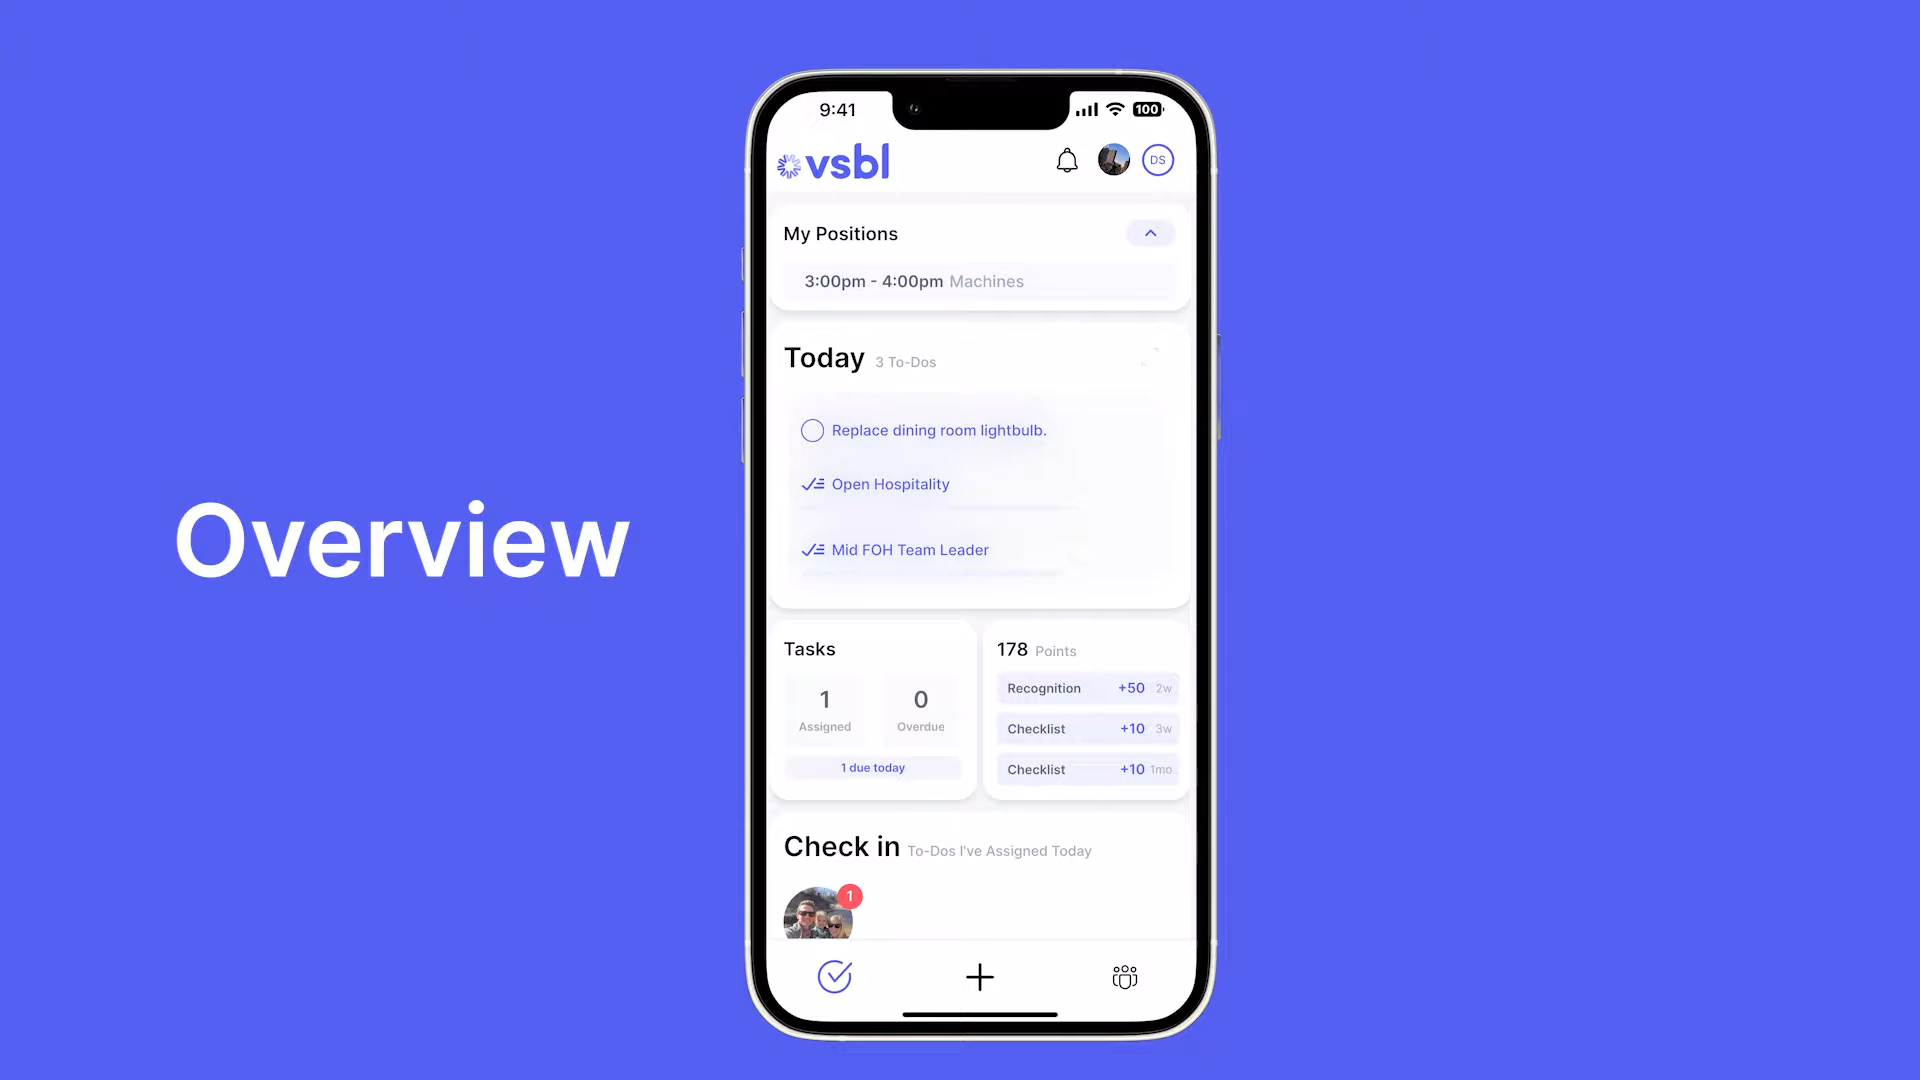 Overview
9:41
100
vsbl
DS
My Positions
3:00pm - 4:00pm Machines
Today 3 To-Dos
Replace dining room lightbulb.
Open Hospitality
Mid FOH Team Leader
Tasks
1
Assigned
0
Overdue
1 due today
178 Points
Recognition +50 2w
Checklist +10 3w
Checklist +10 1mo
Check in To-Dos I've Assigned Today
1